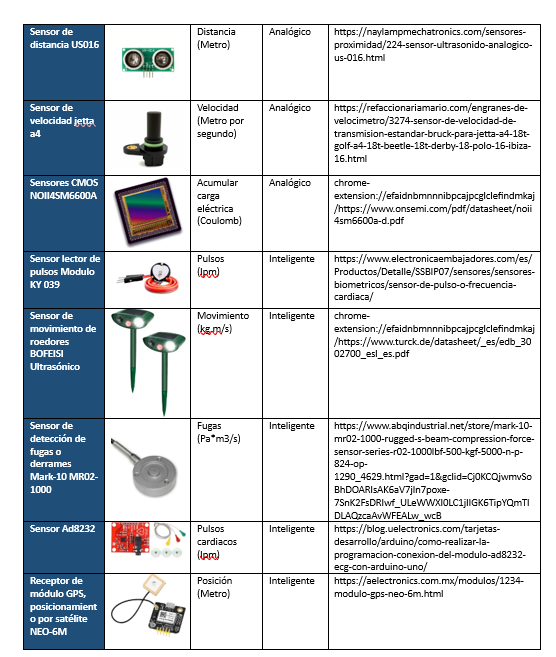 Sensor de
distancia US016
Distancia
(Metro)
Analógico
https://naylampmechatronics.com/sensores-
proximidad/224-sensor-ultrasonido-analogico-
us-016.html
Sensor de
velocidad jetta
a4
Velocidad
(Metro por
segundo)
Analógico
https://refaccionariamario.com/engranes-de-
velocimetro/3274-sensor-de-velocidad-de-
transmision-estandar-bruck-para-jetta-a4-18t-
golf-a4-18t-beetle-18t-derby-18-polo-16-ibiza-
16.html
Sensores CMOS
NOII4SM6600A
Acumular
carga
eléctrica
(Coulomb)
Analógico
chrome-
extension://efaidnbmnnnibpcajpcglclefindmkaj
/https://www.onsemi.com/pdf/datasheet/noii
4sm6600a-d.pdf
Sensor lector de
pulsos Modulo
KY 039
Pulsos
(lpm)
Inteligente
https://www.electronicaembajadores.com/es/
Productos/Detalle/SSBIP07/sensores/sensores-
biometricos/sensor-de-pulso-o-frecuencia-
cardiaca/
Sensor de
movimiento de
roedores BOFEISI
Ultrasónico
Movimiento
(kg.m/s)
Inteligente
chrome-
extension://efaidnbmnnnibpcajpcglclefindmkaj
/https://www.turck.de/datasheet/_es/edb_30
02700_esl_es.pdf
Sensor de
detección de
fugas o
derrames
Mark-10 MR02-
1000
Fugas
(Pa*m3/s)
Inteligente
https://www.abqindustrial.net/store/mark-10-
mr02-1000-rugged-s-beam-compression-force-
sensor-series-r02-1000lbf-500-kgf-5000-n-p-
824-op-
1290_4629.html?gad=1&gclid=Cj0KCQjwmvSo
BhDOARIsAK6aV7jIn7poxe-
7SnK2FsDRIwf_ULeWWXI0LC1jIIGK6TipYQmTI
DLAQzcaAvWFEALw_wcB
Sensor Ad8232
Pulsos
cardiacos
(lpm)
Inteligente
https://blog.uelectronics.com/tarjetas-
desarrollo/arduino/como-realizar-la-
programacion-conexion-del-modulo-ad8232-
ecg-con-arduino-uno/
Receptor de
módulo GPS,
posicionamient
o por satélite
NEO-6M
Posición
(Metro)
Inteligente
https://aelectronics.com.mx/modulos/1234-
modulo-gps-neo-6m.html